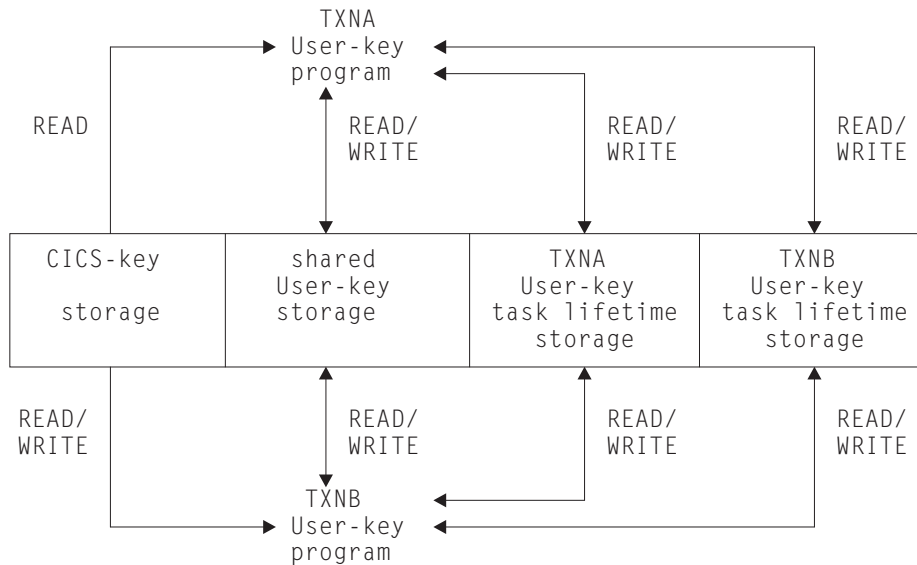 TXNA
User-key
program
READ
READ/
WRITE
READ/
WRITE
READ/
WRITE
CICS-key
storage
shared
User-key
storage
TXNA
User-key
task lifetime
storage
TXNB
User-key
task lifetime
storage
READ/
WRITE
READ/
WRITE
READ/
WRITE
READ/
WRITE
TXNB
User-key
program